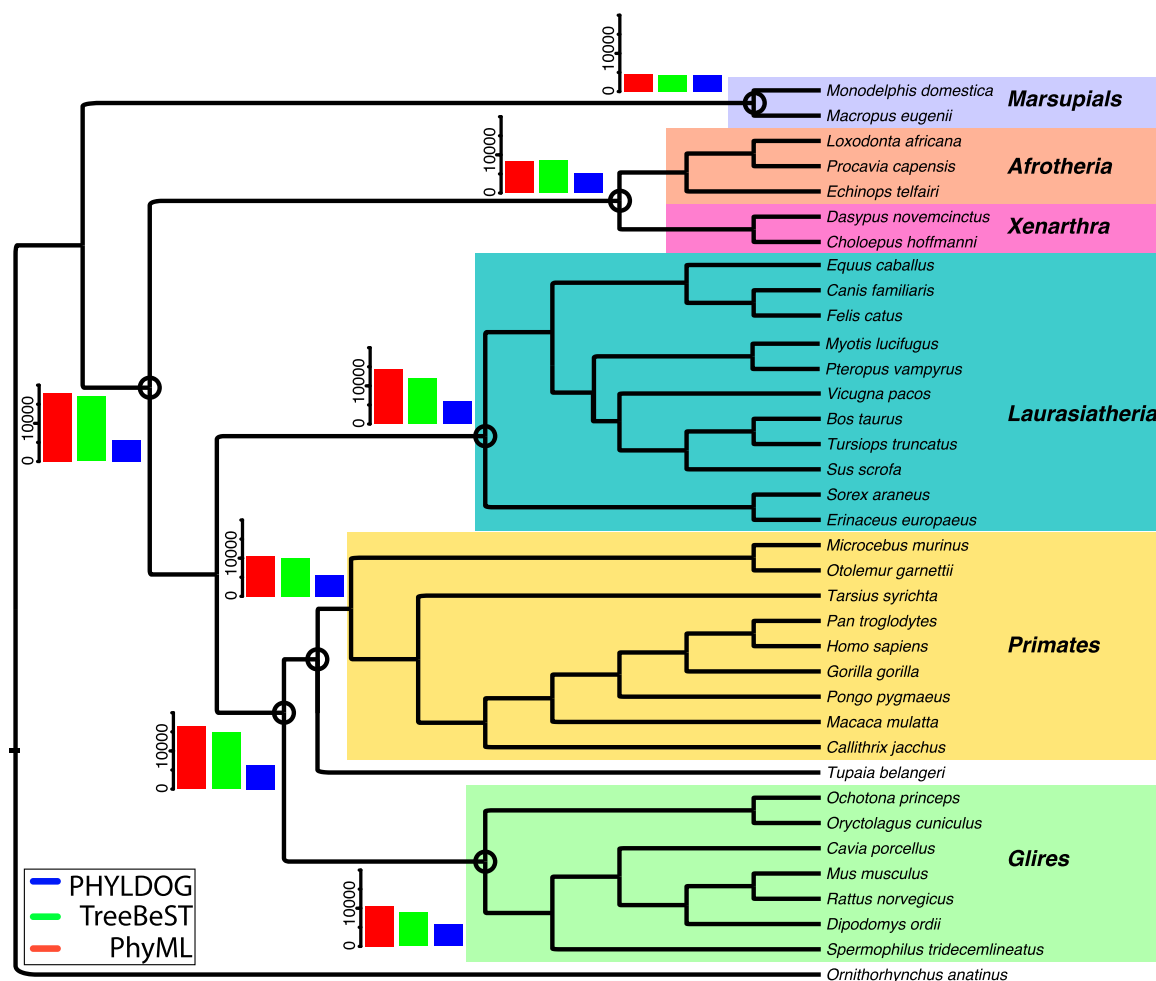 0 10000
Monodelphis domestica
Marsupials
Macropus eugenii
0 10000
Loxodonta africana
Afrotheria
Procavia capensis
Echinops telfairi
Dasypus novemcinctus
Xenarthra
Choloepus hoffmanni
Equus caballus
Canis familiaris
Felis catus
0 10000
Myotis lucifugus
Pteropus vampyrus
Vicugna pacos
Laurasiatheria
0 10000
Bos taurus
Tursiops truncatus
Sus scrofa
Sorex araneus
Erinaceus europaeus
0 10000
Microcebus murinus
Otolemur garnettii
Tarsius syrichta
Pan troglodytes
Homo sapiens
Primates
Gorilla gorilla
Pongo pygmaeus
Macaca mulatta
0 10000
Callithrix jacchus
Tupaia belangeri
Ochotona princeps
Oryctolagus cuniculus
Cavia porcellus
Glires
Mus musculus
Rattus norvegicus
0 10000
Dipodomys ordii
Spermophilus tridecemlineatus
PHYLDOG
TreeBeST
PhyML
Ornithorhynchus anatinus